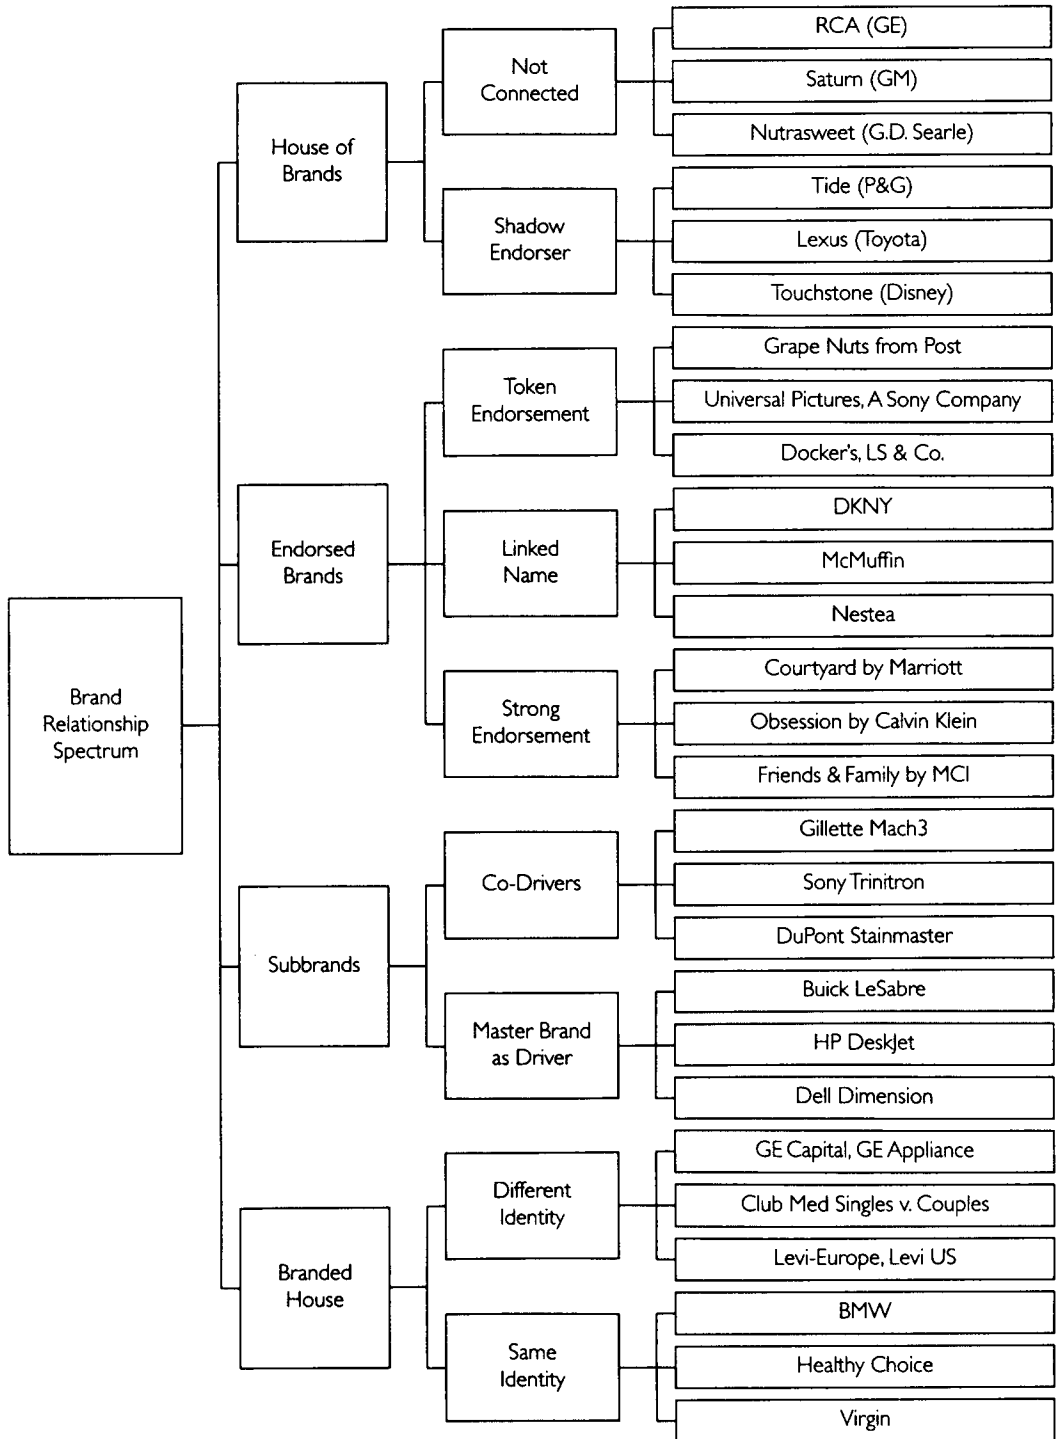 Brand
Relationship
Spectrum
House of
Brands
Not
Connected
RCA (GE)
Saturn (GM)
Nutrasweet (G.D. Searle)
Shadow
Endorser
Tide (P&G)
Lexus (Toyota)
Touchstone (Disney)
Endorsed
Brands
Token
Endorsement
Grape Nuts from Post
Universal Pictures, A Sony Company
Docker's, LS & Co.
Linked
Name
DKNY
McMuffin
Nestea
Strong
Endorsement
Courtyard by Marriott
Obsession by Calvin Klein
Friends & Family by MCI
Subbrands
Co-Drivers
Gillette Mach3
Sony Trinitron
DuPont Stainmaster
Master Brand
as Driver
Buick LeSabre
HP DeskJet
Dell Dimension
Branded
House
Different
Identity
GE Capital, GE Appliance
Club Med Singles v. Couples
Levi-Europe, Levi US
Same
Identity
BMW
Healthy Choice
Virgin